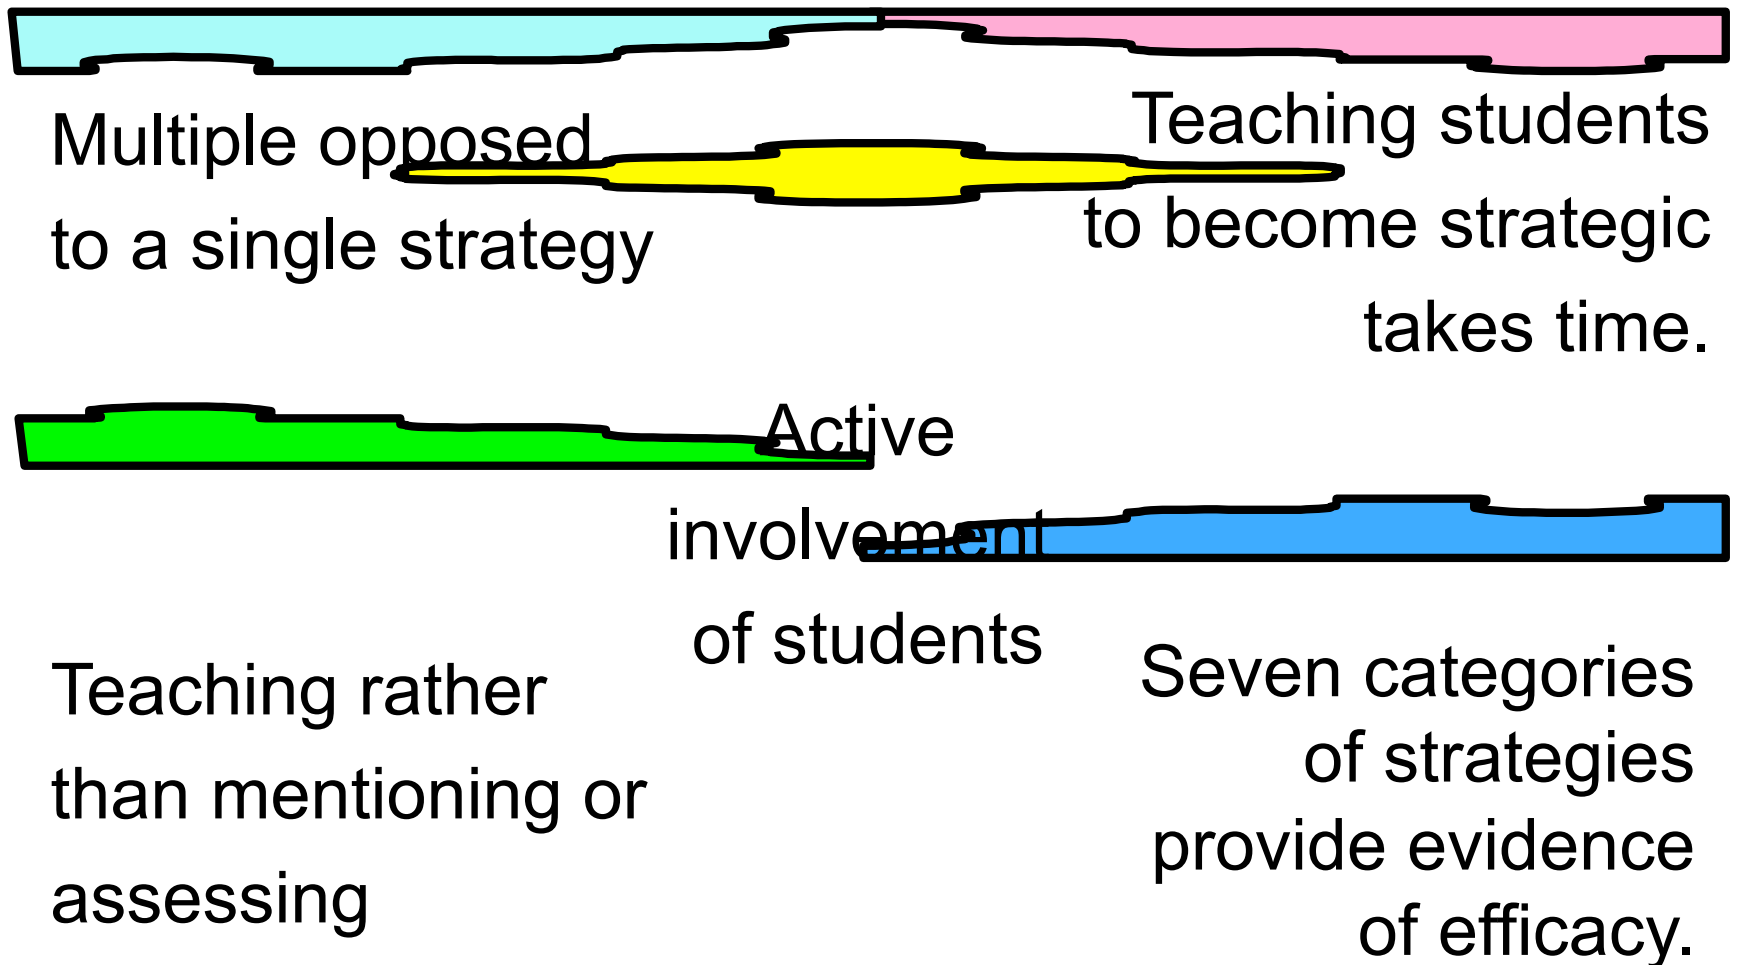 Multiple opposed
to a single strategy
Teaching students
to become strategic
takes time.
Active
involvement
of students
Teaching rather
than mentioning or
assessing
Seven categories
of strategies
provide evidence
of efficacy.